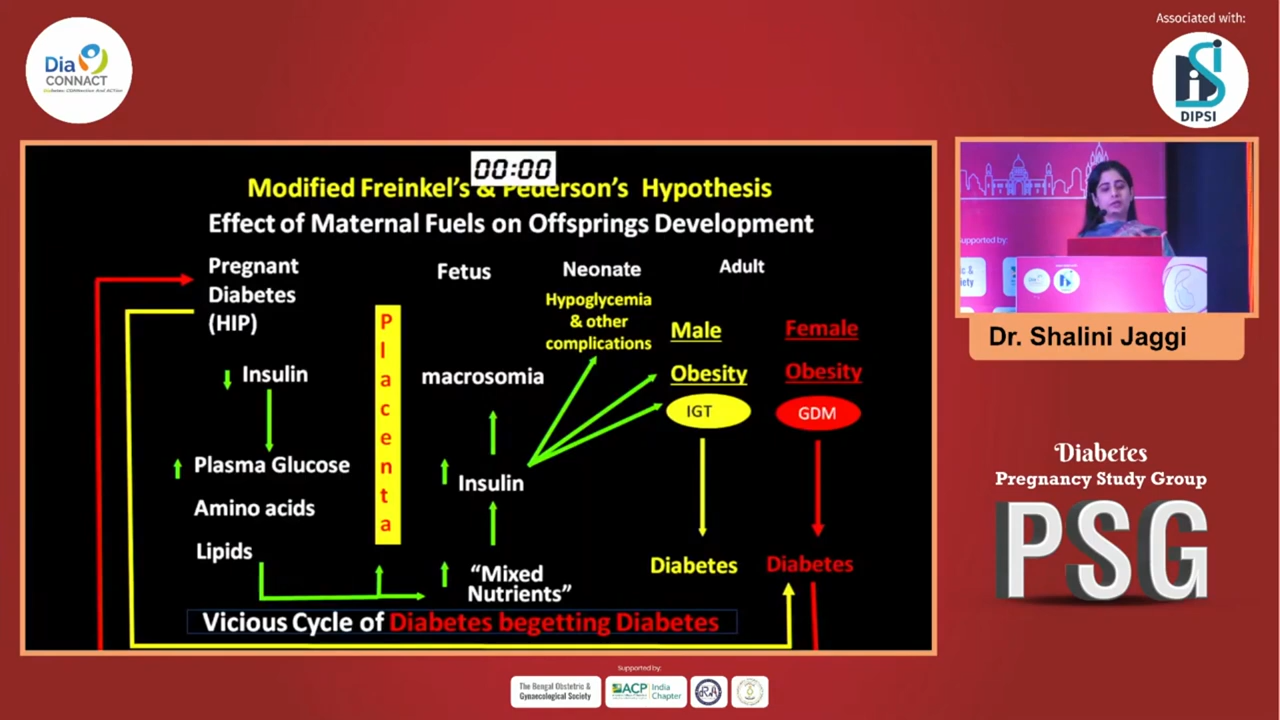 Dia
CONNACT
Associated with:
DIPSI
00:00
Modified Freinkel's & Pederson's Hypothesis
Effect of Maternal Fuels on Offsprings Development
Pregnant
Diabetes
(HIP)
Insulin
Plasma Glucose
Amino acids
Lipids
Placenta
Fetus
macrosomia
Insulin
"Mixed
Nutrients"
Neonate
Hypoglycemia
& other
complications
Adult
Male
Obesity
IGT
Diabetes
Female
Obesity
GDM
Diabetes
Vicious Cycle of Diabetes begetting Diabetes
upported by:
Dr. Shalini Jaggi
Diabetes
Pregnancy Study Group
PSG
Supported by:
The Bengal Obstetric &
Gynaecological Society
ACP India
Chapter